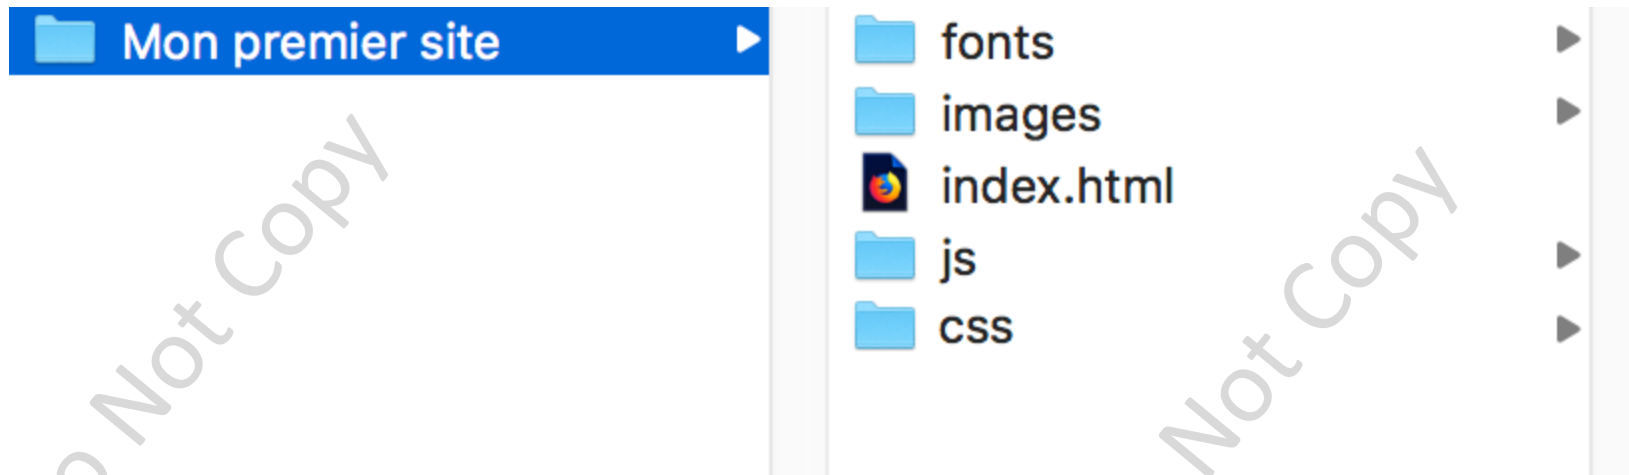 Mon premier site
fonts
images
index.html
js
css
Not Copy
Not Copy